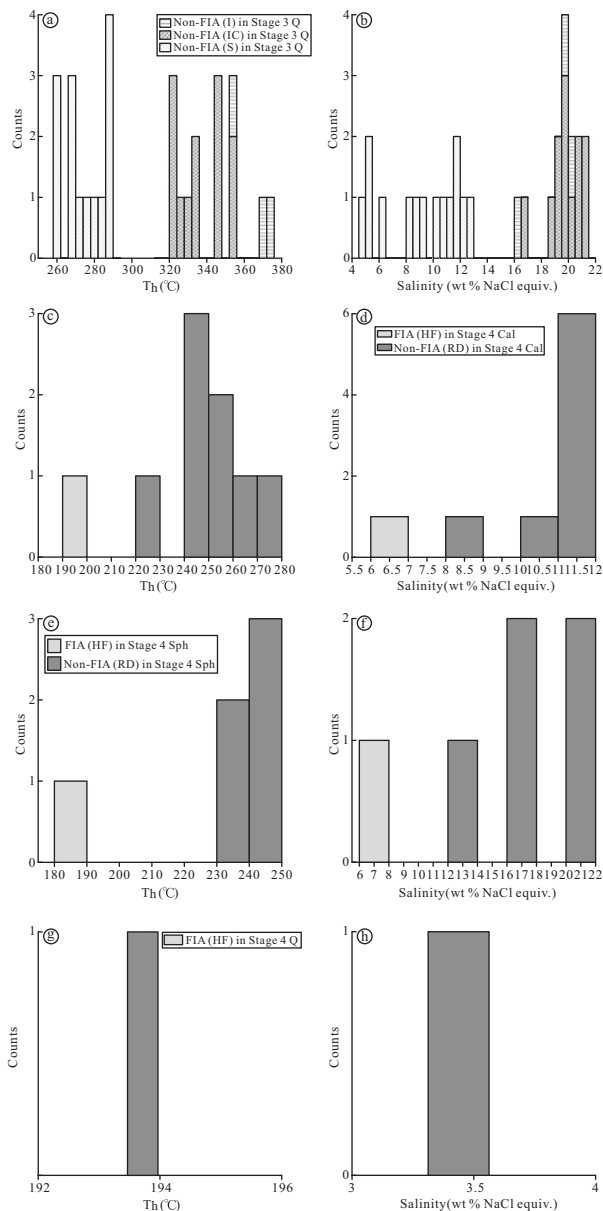 a
Non-FIA (I) in Stage 3 Q
Non-FIA (IC) in Stage 3 Q
Non-FIA (S) in Stage 3 Q
4
3
2
1
0
Counts
260 280 300 320 340 360 380
Th(℃)
b
4
3
2
1
0
Counts
4 6 8 10 12 14 16 18 20 22
Salinity (wt % NaCl equiv.)
c
3
2
1
0
Counts
180 190 200 210 220 230 240 250 260 270 280
Th(℃)
d
FIA (HF) in Stage 4 Cal
Non-FIA (RD) in Stage 4 Cal
6
4
2
0
Counts
5.5 6 6.5 7 7.5 8 8.5 9 9.5 10 10.5 11 11.5 12
Salinity(wt % NaCl equiv.)
e
FIA (HF) in Stage 4 Sph
Non-FIA (RD) in Stage 4 Sph
3
2
1
0
Counts
180 190 200 210 220 230 240 250
Th(℃)
f
2
1
0
Counts
6 7 8 9 10 11 12 13 14 15 16 17 18 19 20 21 22
Salinity(wt % NaCl equiv.)
g
FIA (HF) in Stage 4 Q
1
0
Counts
192 194 196
Th(℃)
h
1
0
Counts
3 3.5 4
Salinity(wt % NaCl equiv.)